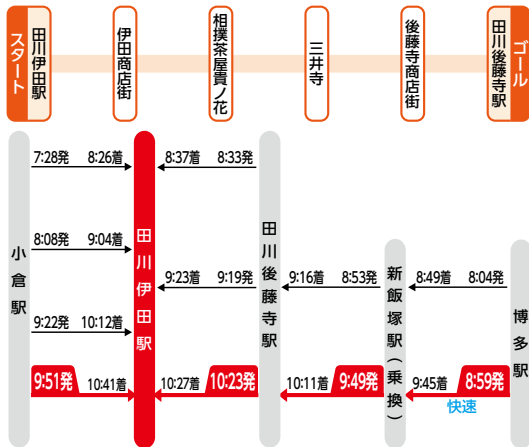 スタート
田川伊田駅
伊田商店街
相撲茶屋貴ノ花
三井寺
後藤寺商店街
田川後藤寺駅
ゴール
小倉駅
田川伊田駅
田川後藤寺駅
新飯塚駅(乗換)
博多駅
7:28発 8:26着 8:37着 8:33発
8:08発 9:04着
9:23着 9:19発 9:16着 8:53発 8:49着 8:04発
9:22発 10:12着
9:51発 10:41着 10:27着 10:23発 10:11着 9:49発 9:45着 8:59発
快速